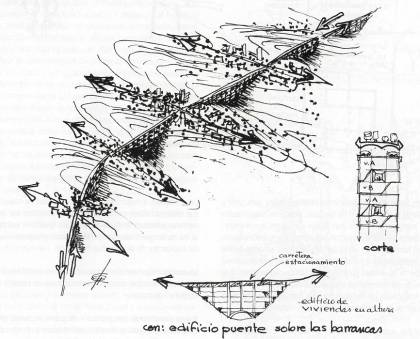 v.A
v.B
v.A
v.B
corte
carretera
estacionamiento
edificio de
viviendas en altura
con: edificio puente sobre las barrancas